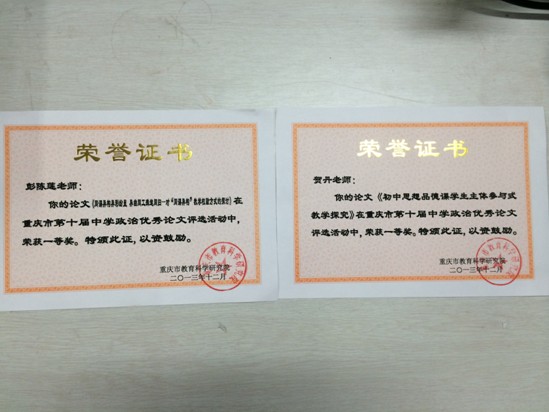 荣誉证书
彭陈莲老师：
你的论文
在
重庆市第十届中学政治优秀论文评选活动中，
荣获一等奖。特颁此证，以资鼓励。
重庆市教育科学研究院
二〇一三年十二月
荣誉证书
贺丹老师：
你的论文《初中思想品德课学生主体参与式
教学探究》在重庆市第十届中学政治优秀论文
评选活动中，荣获一等奖。特颁此证，以资鼓励。
重庆市教育科学研究院
二〇一三年十二月